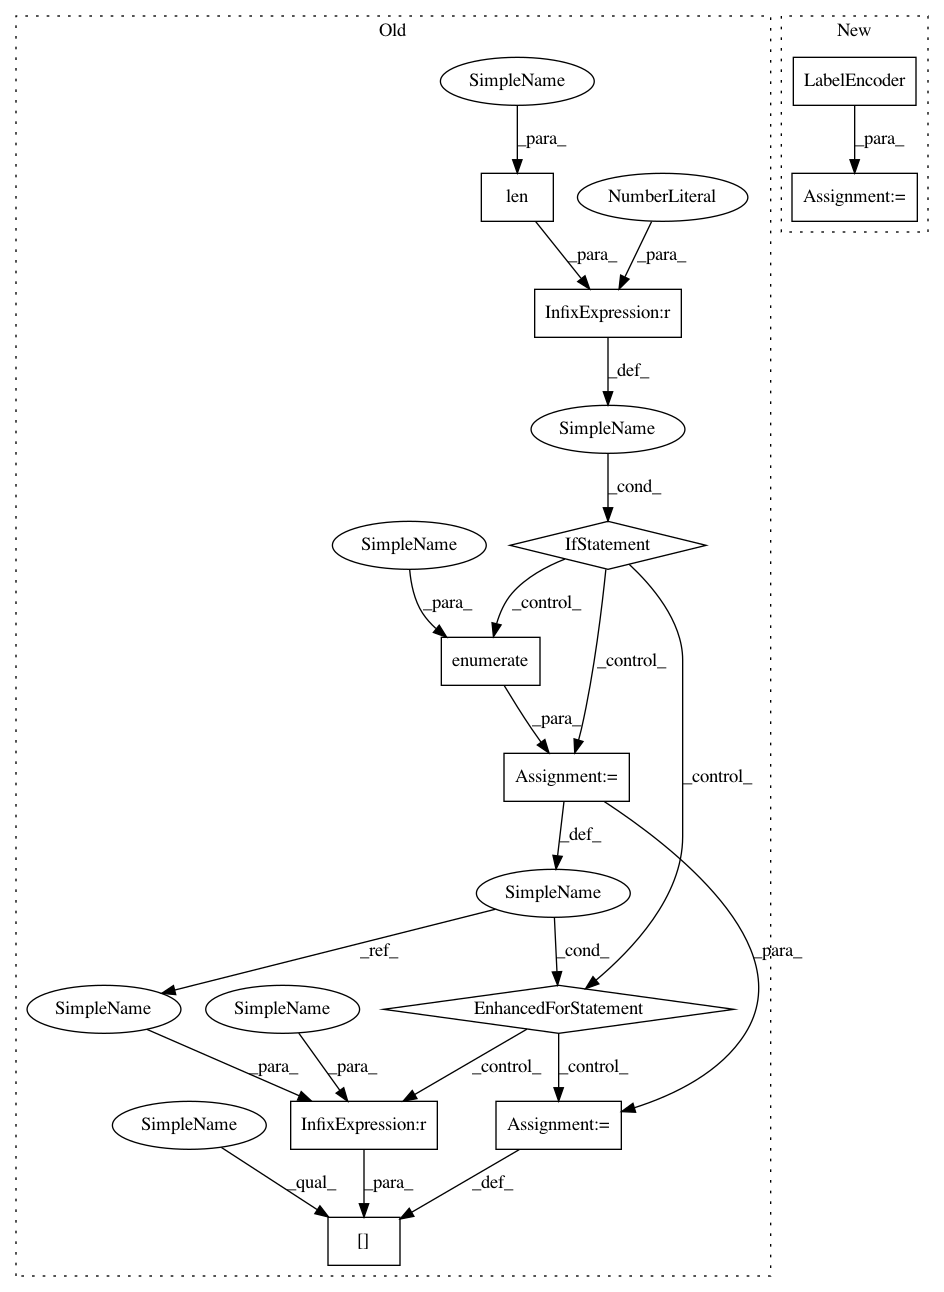 Old
New
SimpleName
LabelEncoder
_para_
_para_
len
NumberLiteral
Assignment:=
_para_
_para_
InfixExpression:r
_def_
SimpleName
_cond_
SimpleName
IfStatement
_para_
_control_
enumerate
_control_
_para_
Assignment:=
_control_
_def_
SimpleName
_ref_
_cond_
_para_
SimpleName
SimpleName
EnhancedForStatement
_para_
_para_
_control_
_control_
SimpleName
InfixExpression:r
Assignment:=
_qual_
_para_
_def_
[]